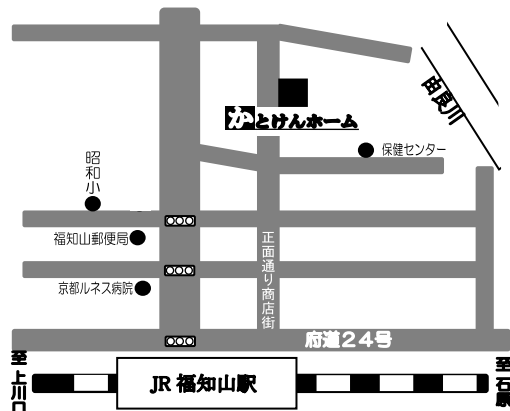 由良川
かとけんホーム
保健センター
昭和小
福知山郵便局
正面通り商店街
京都ルネス病院
府道24号
至上川口
JR 福知山駅
至石原